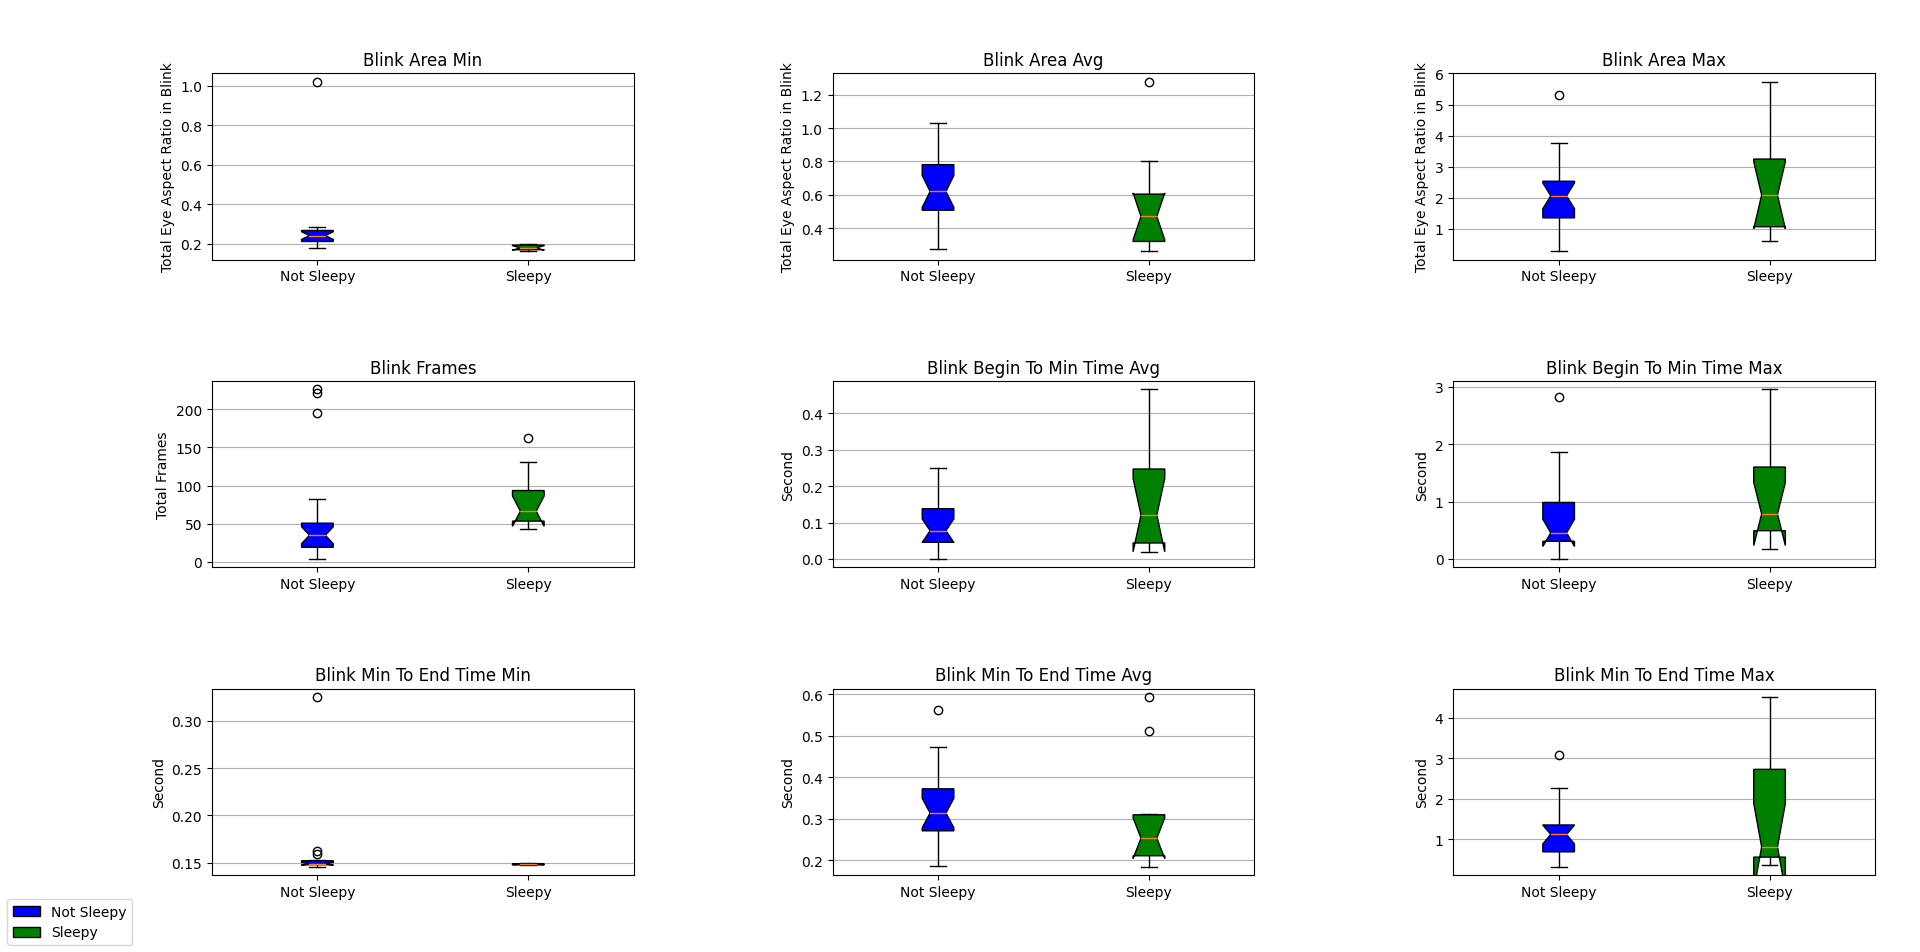 Blink Area Min
Total Eye Aspect Ratio in Blink
1.0
0.8
0.6
0.4
0.2
Not Sleepy Sleepy
Blink Area Avg
Total Eye Aspect Ratio in Blink
1.2
1.0
0.8
0.6
0.4
Not Sleepy Sleepy
Blink Area Max
Total Eye Aspect Ratio in Blink
6
5
4
3
2
1
Not Sleepy Sleepy
Blink Frames
Total Frames
200
150
100
50
0
Not Sleepy Sleepy
Blink Begin To Min Time Avg
Second
0.4
0.3
0.2
0.1
0.0
Not Sleepy Sleepy
Blink Begin To Min Time Max
Second
3
2
1
0
Not Sleepy Sleepy
Blink Min To End Time Min
Second
0.30
0.25
0.20
0.15
Not Sleepy Sleepy
Blink Min To End Time Avg
Second
0.6
0.5
0.4
0.3
0.2
Not Sleepy Sleepy
Blink Min To End Time Max
Second
4
3
2
1
Not Sleepy Sleepy
Not Sleepy
Sleepy